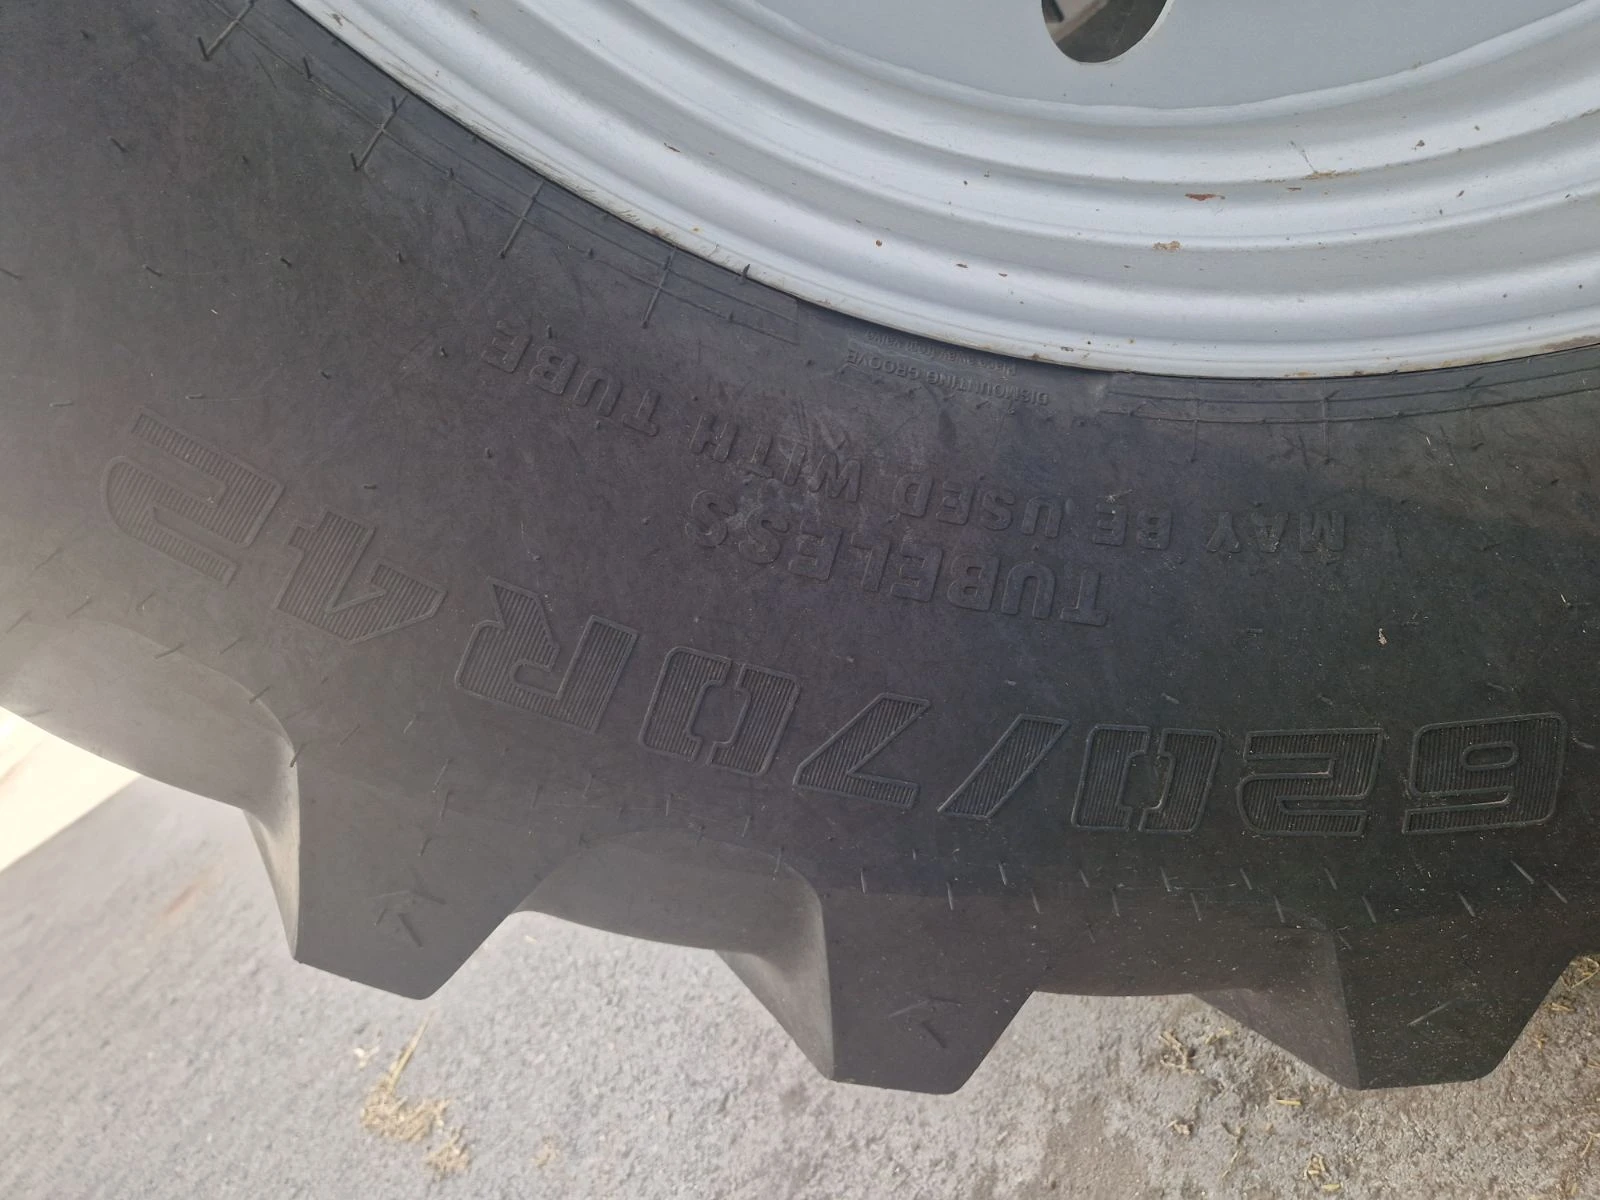 620/70R42
TUBELESS
MAY BE USED WITH TUBE
DISMOUNTING GROOVE